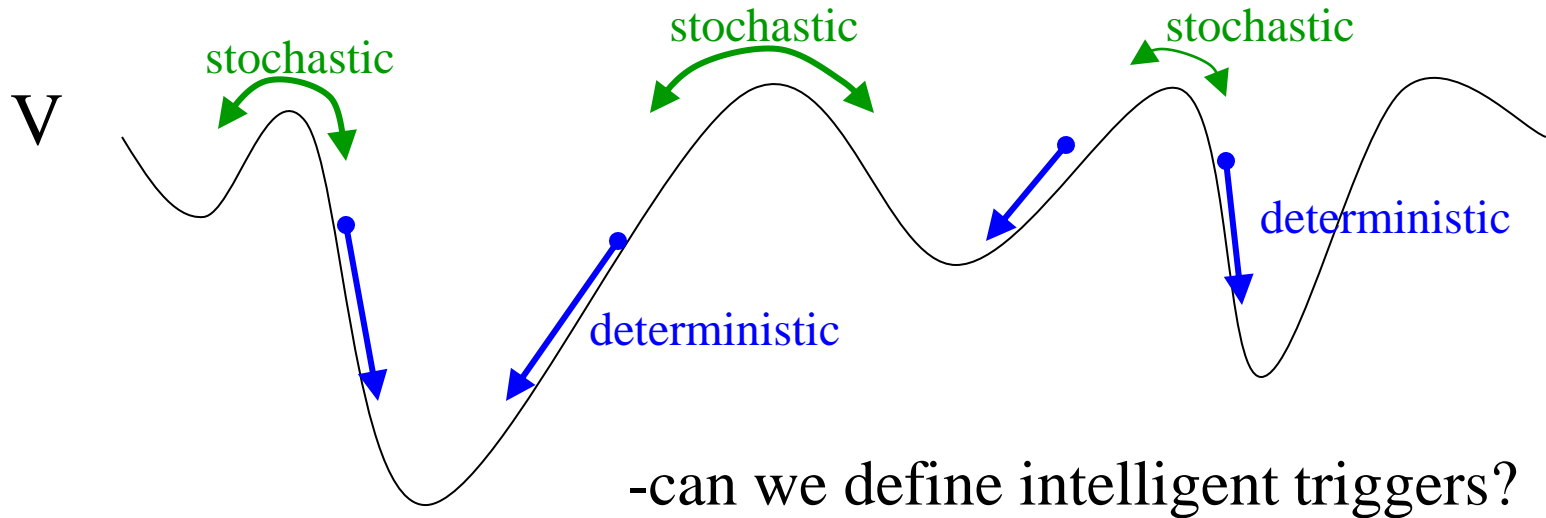 stochastic
stochastic
stochastic
V
deterministic
deterministic
-can we define intelligent triggers?